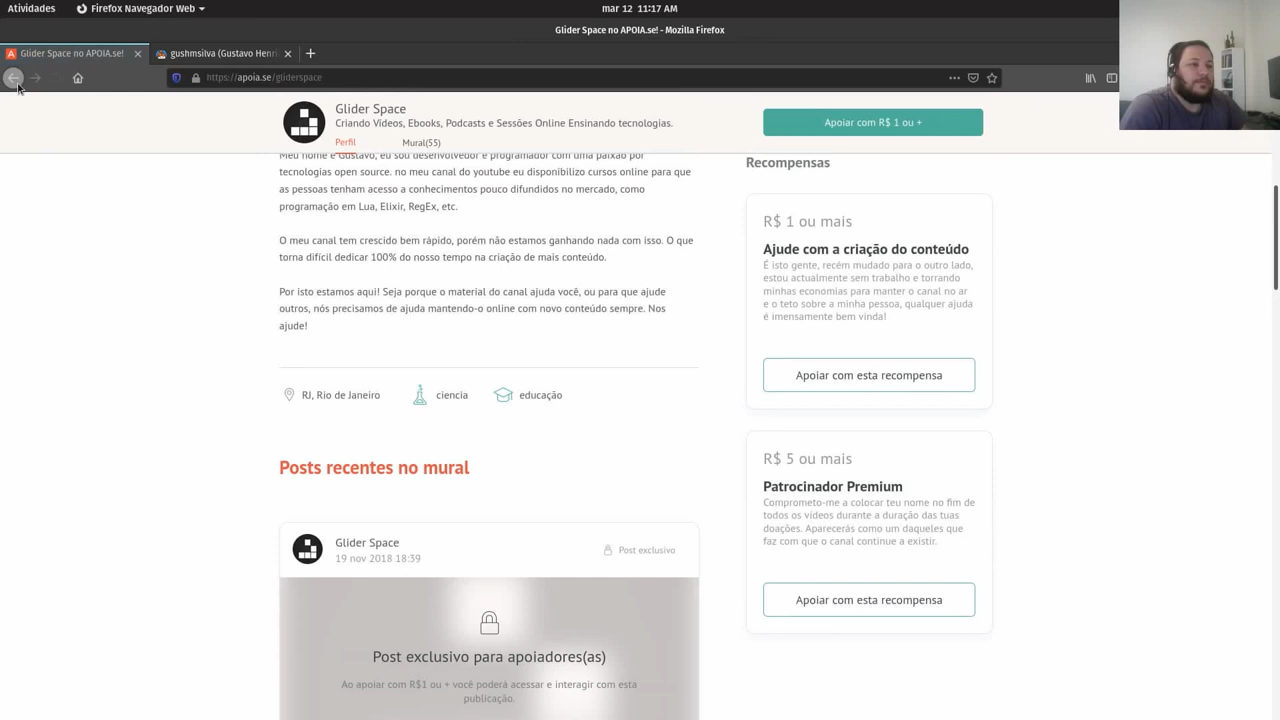 Atividades
Firefox Navegador Web
mar 12 11:17 AM
Glider Space no APOIA.se! - Mozilla Firefox
Glider Space no APOIA.se!
gushmsilva (Gustavo Henri
https://apoia.se/gliderspace
Glider Space
Criando Vídeos, Ebooks, Podcasts e Sessões Online Ensinando tecnologias.
Perfil
Mural(55)
Apoiar com R$ 1 ou +
Meu nome é Gustavo, eu sou desenvolvedor e programador com uma paixão por
tecnologias open source. no meu canal do youtube eu disponibilizo cursos online para que
as pessoas tenham acesso a conhecimentos pouco difundidos no mercado, como
programação em Lua, Elixir, RegEx, etc.
O meu canal tem crescido bem rápido, porém não estamos ganhando nada com isso. O que
torna difícil dedicar 100% do nosso tempo na criação de mais conteúdo.
Por isto estamos aqui! Seja porque o material do canal ajuda você, ou para que ajude
outros, nós precisamos de ajuda mantendo-o online com novo conteúdo sempre. Nos
ajude!
RJ, Rio de Janeiro
ciencia
educação
Posts recentes no mural
Glider Space
19 nov 2018 18:39
Post exclusivo
Post exclusivo para apoiadores(as)
Ao apoiar com R$1 ou + você poderá acessar e interagir com esta
publicação.
Recompensas
R$ 1 ou mais
Ajude com a criação do conteúdo
É isto gente, recém mudado para o outro lado,
estou actualmente sem trabalho e torrando
minhas economias para manter o canal no ar
e o teto sobre a minha pessoa, qualquer ajuda
é imensamente bem vinda!
Apoiar com esta recompensa
R$ 5 ou mais
Patrocinador Premium
Comprometo-me a colocar teu nome no fim de
todos os vídeos durante a duração das tuas
doações. Aparecerás como um daqueles que
faz com que o canal continue a existir.
Apoiar com esta recompensa